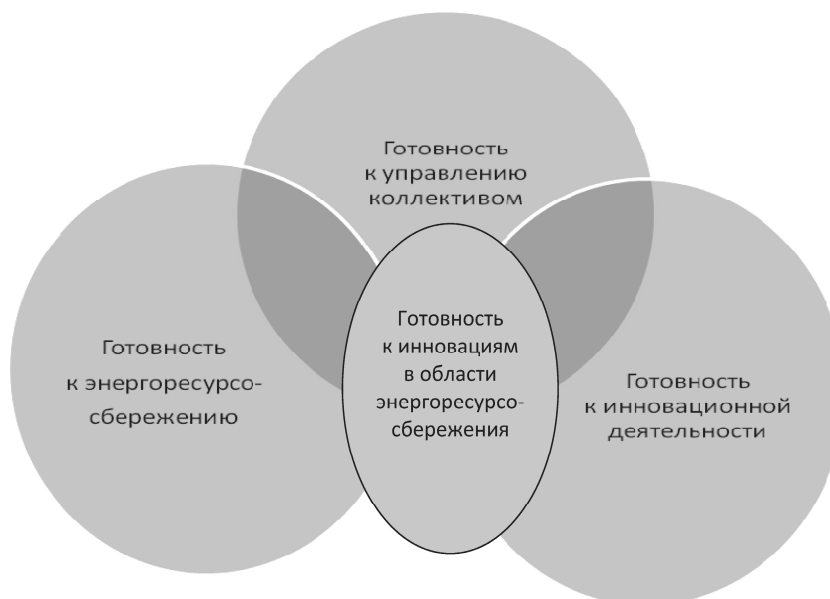 Готовность
к управлению
коллективом
Готовность
к энергоресурсо-
сбережению
Готовность
к инновациям
в области
энергоресурсо-
сбережения
Готовность
к инновационной
деятельности